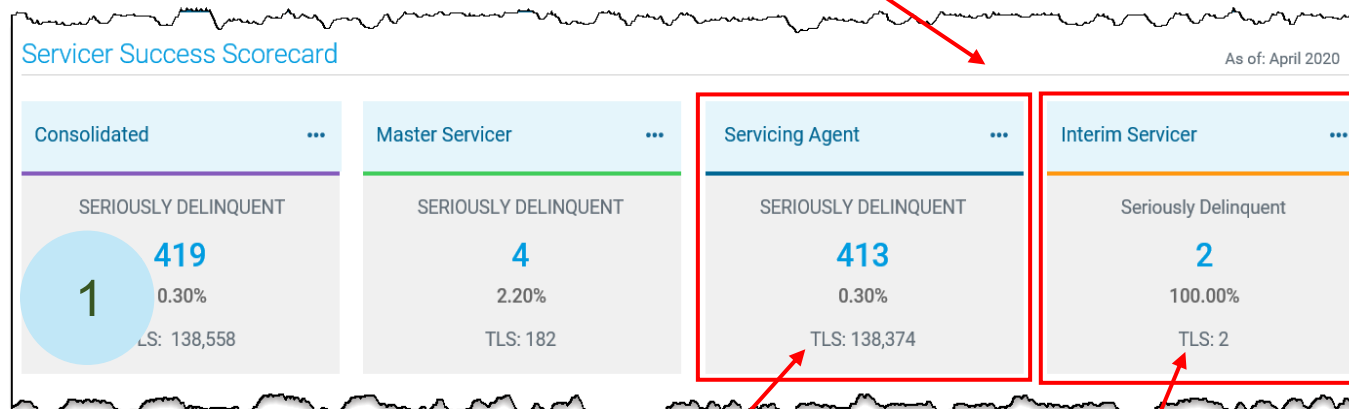 Servicer Success Scorecard
As of: April 2020
Consolidated ...
SERIOUSLY DELINQUENT
419
0.30%
LS: 138,558
1
Master Servicer ...
SERIOUSLY DELINQUENT
4
2.20%
TLS: 182
Servicing Agent ...
SERIOUSLY DELINQUENT
413
0.30%
TLS: 138,374
Interim Servicer ...
Seriously Delinquent
2
100.00%
TLS: 2